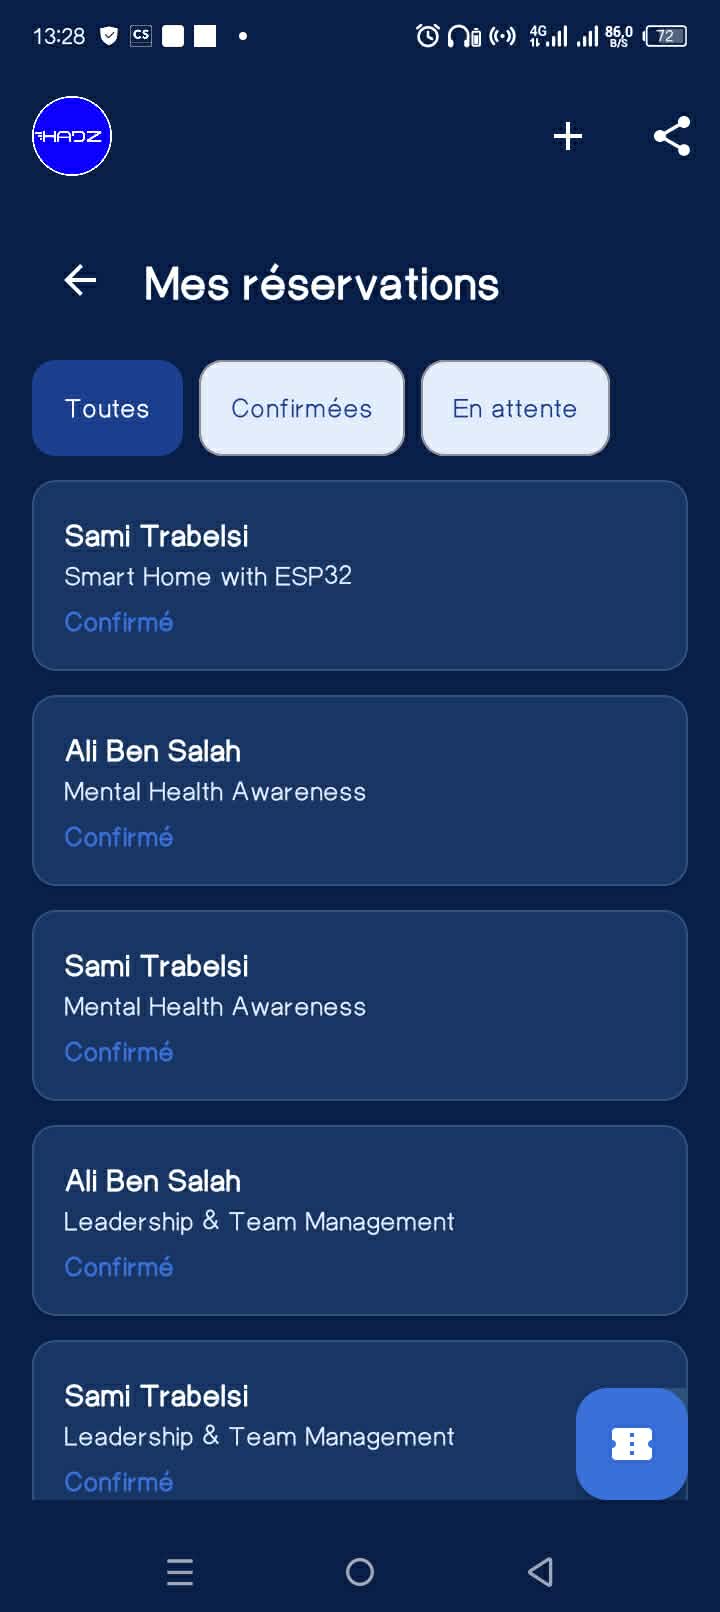 13:28
CS
4G
86,0
B/S
72
HADZ
Mes réservations
Toutes
Confirmées
En attente
Sami Trabelsi
Smart Home with ESP32
Confirmé
Ali Ben Salah
Mental Health Awareness
Confirmé
Sami Trabelsi
Mental Health Awareness
Confirmé
Ali Ben Salah
Leadership & Team Management
Confirmé
Sami Trabelsi
Leadership & Team Management
Confirmé